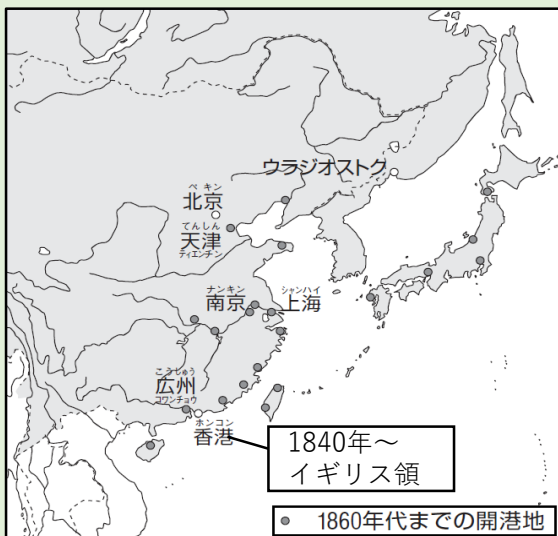 ウラジオストク
ペキン
北京
てんしん
天津
ティエンチン
ナンキン
南京
シャンハイ
上海
こうしゅう
広州
コワンチョウ
ホンコン
香港
1840年～
イギリス領
1860年代までの開港地